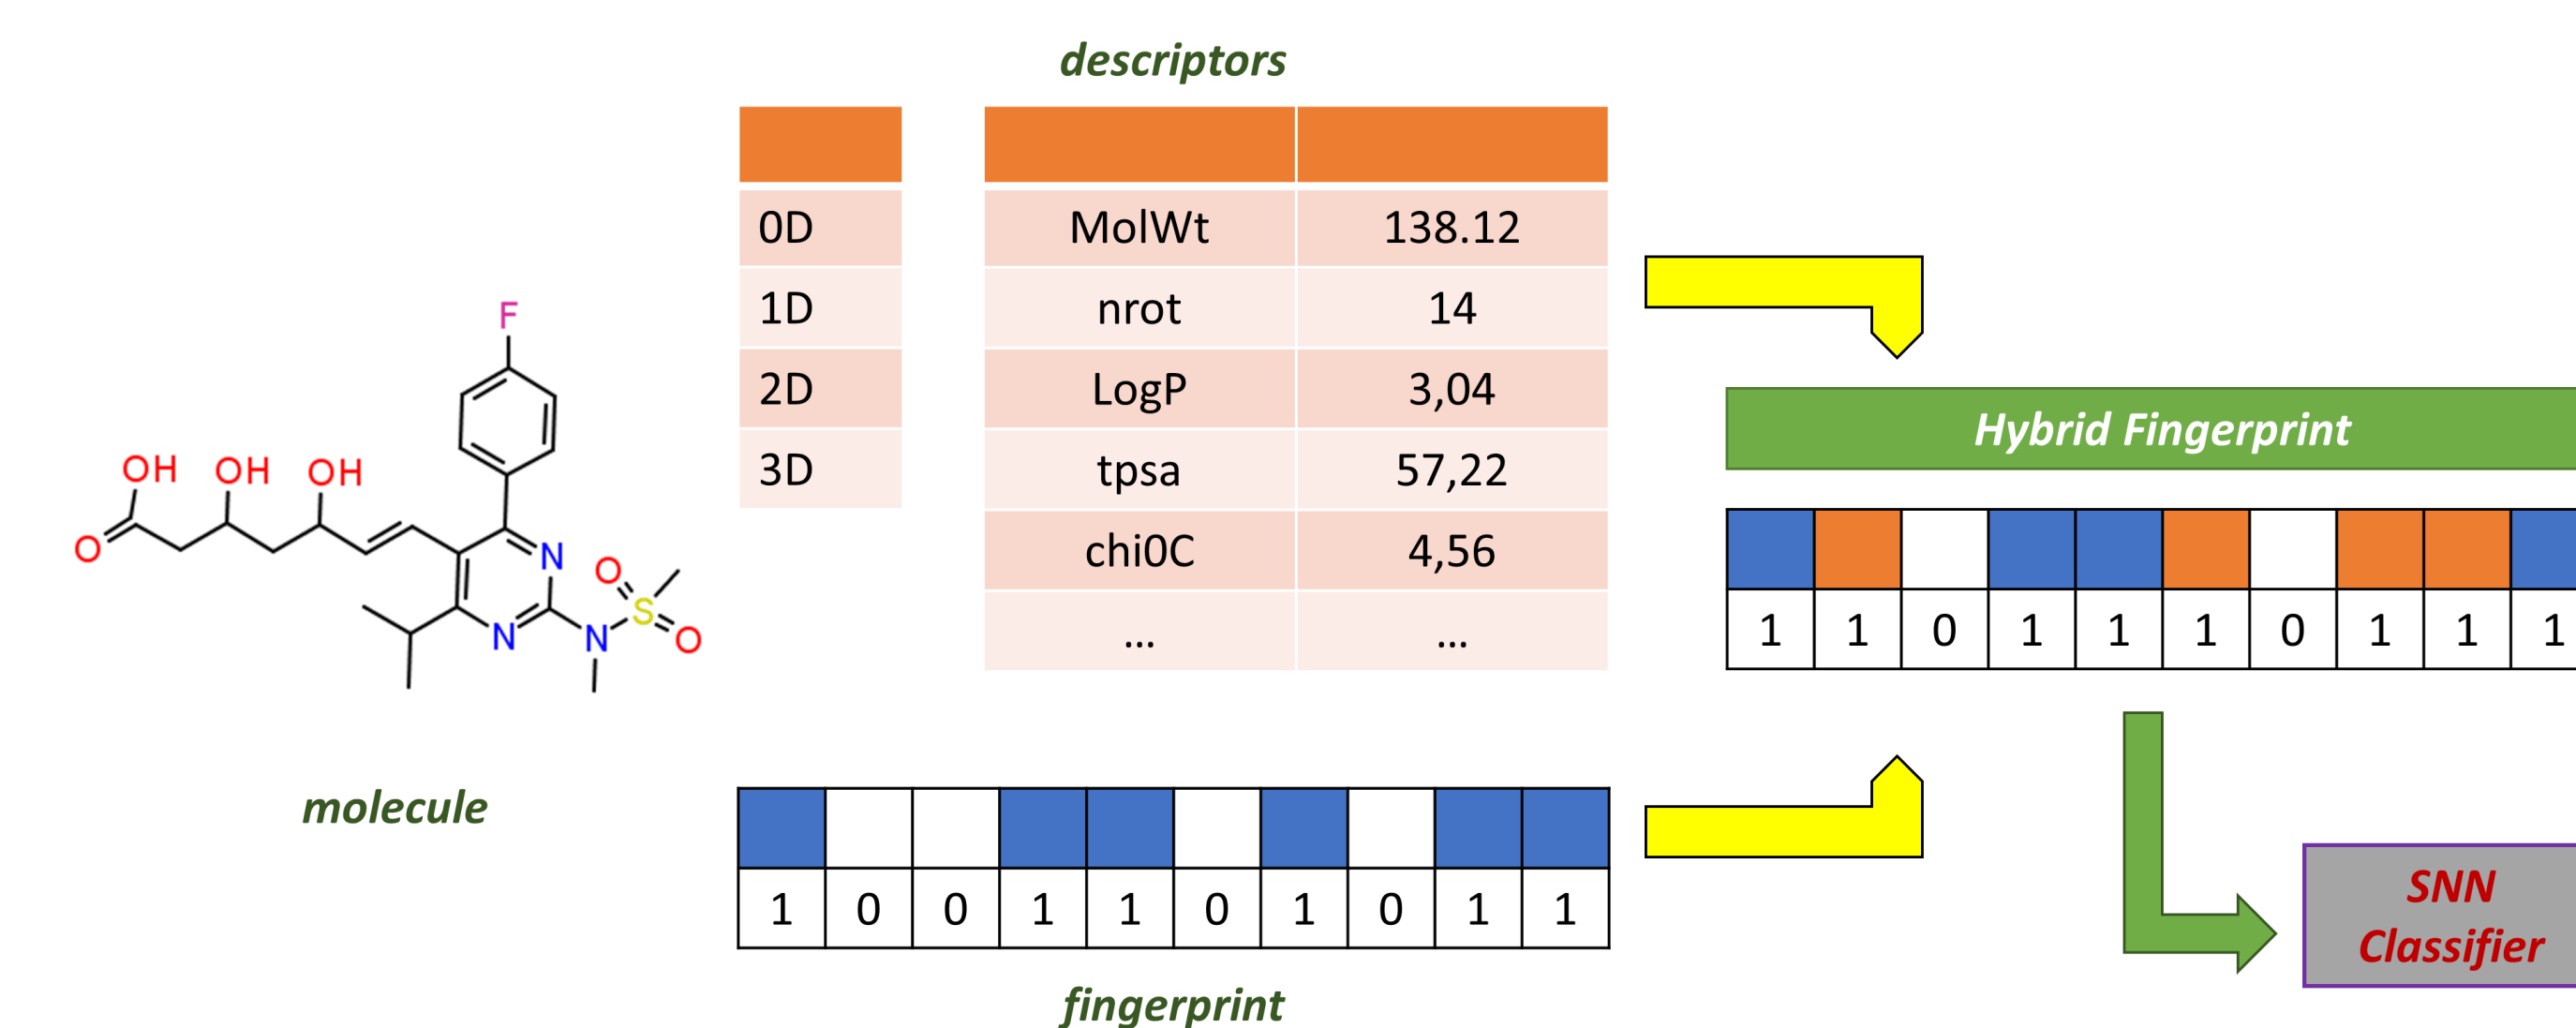 descriptors
0D
1D
2D
3D
MolWt 138.12
nrot 14
LogP 3,04
tpsa 57,22
chi0C 4,56
... ...
F
OH OH OH
O
N
O
S
N
N
O
molecule
1 0 0 1 1 0 1 0 1 1
fingerprint
Hybrid Fingerprint
1 1 0 1 1 1 0 1 1 1
SNN
Classifier